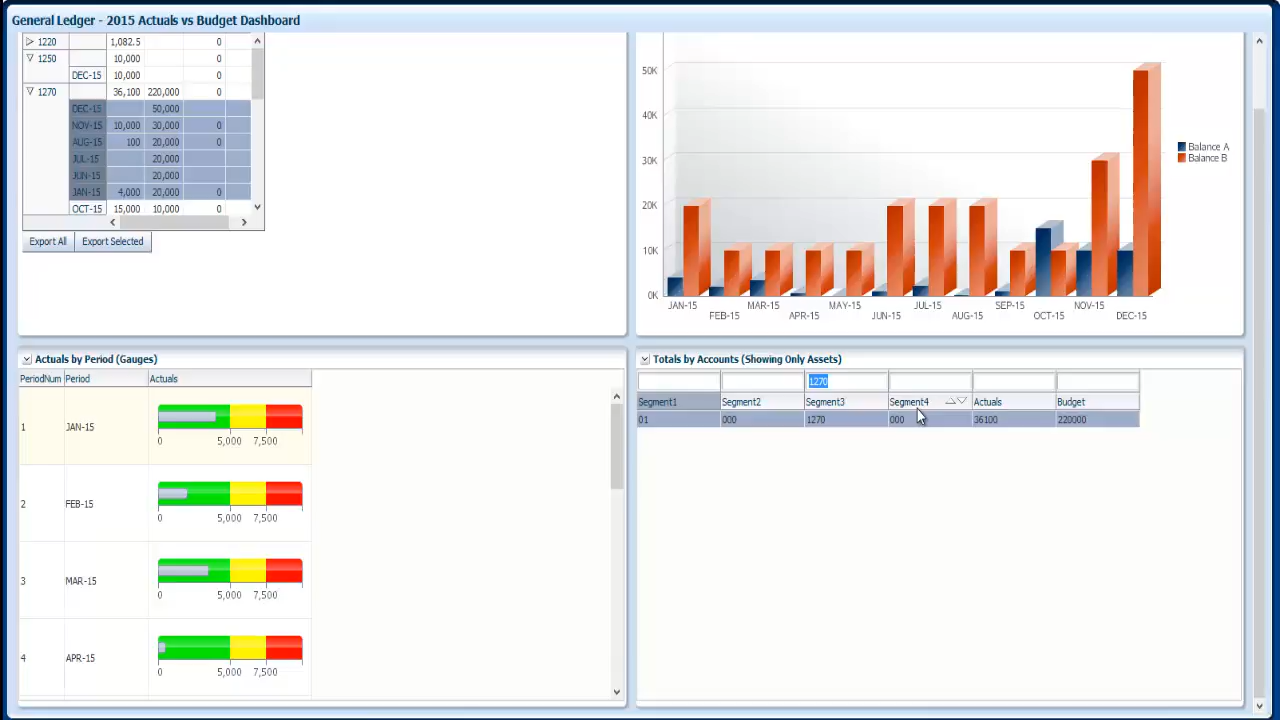 General Ledger - 2015 Actuals vs Budget Dashboard
1220 1,082.5 0
1250 10,000 0
DEC-15 10,000 0
1270 36,100 220,000 0
DEC-15 50,000
NOV-15 10,000 30,000 0
AUG-15 100 20,000 0
JUL-15 20,000
JUN-15 20,000
JAN-15 4,000 20,000 0
OCT-15 15,000 10,000 0
Export All Export Selected
50K
40K
30K
20K
10K
0K
JAN-15 FEB-15 MAR-15 APR-15 MAY-15 JUN-15 JUL-15 AUG-15 SEP-15 OCT-15 NOV-15 DEC-15
Balance A
Balance B
Actuals by Period (Gauges)
PeriodNum Period Actuals
1 JAN-15
0 5,000 7,500
2 FEB-15
0 5,000 7,500
3 MAR-15
0 5,000 7,500
4 APR-15
0 5,000 7,500
Totals by Accounts (Showing Only Assets)
1270
Segment1 Segment2 Segment3 Segment4 Actuals Budget
01 000 1270 000 36100 220000